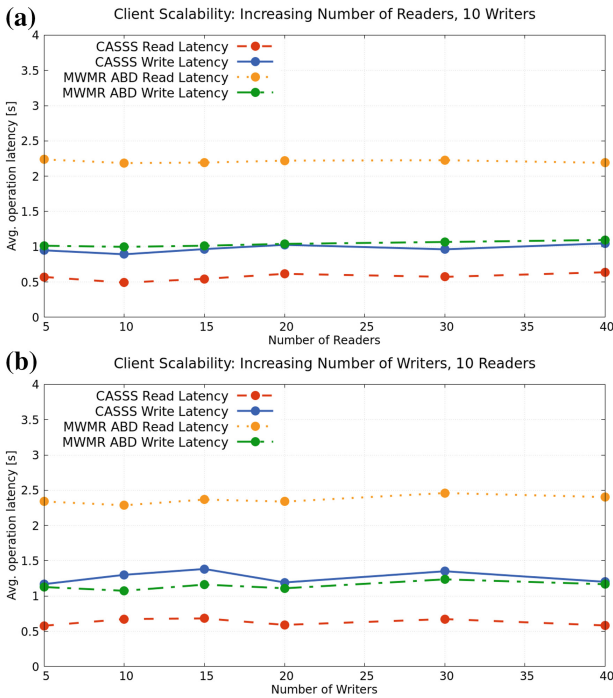 (a)
Client Scalability: Increasing Number of Readers, 10 Writers
Avg. operation latency [s]
CASSS Read Latency
CASSS Write Latency
MWMR ABD Read Latency
MWMR ABD Write Latency
4
3.5
3
2.5
2
1.5
1
0.5
0
5 10 15 20 25 30 35 40
Number of Readers
(b)
Client Scalability: Increasing Number of Writers, 10 Readers
Avg. operation latency [s]
CASSS Read Latency
CASSS Write Latency
MWMR ABD Read Latency
MWMR ABD Write Latency
4
3.5
3
2.5
2
1.5
1
0.5
0
5 10 15 20 25 30 35 40
Number of Writers